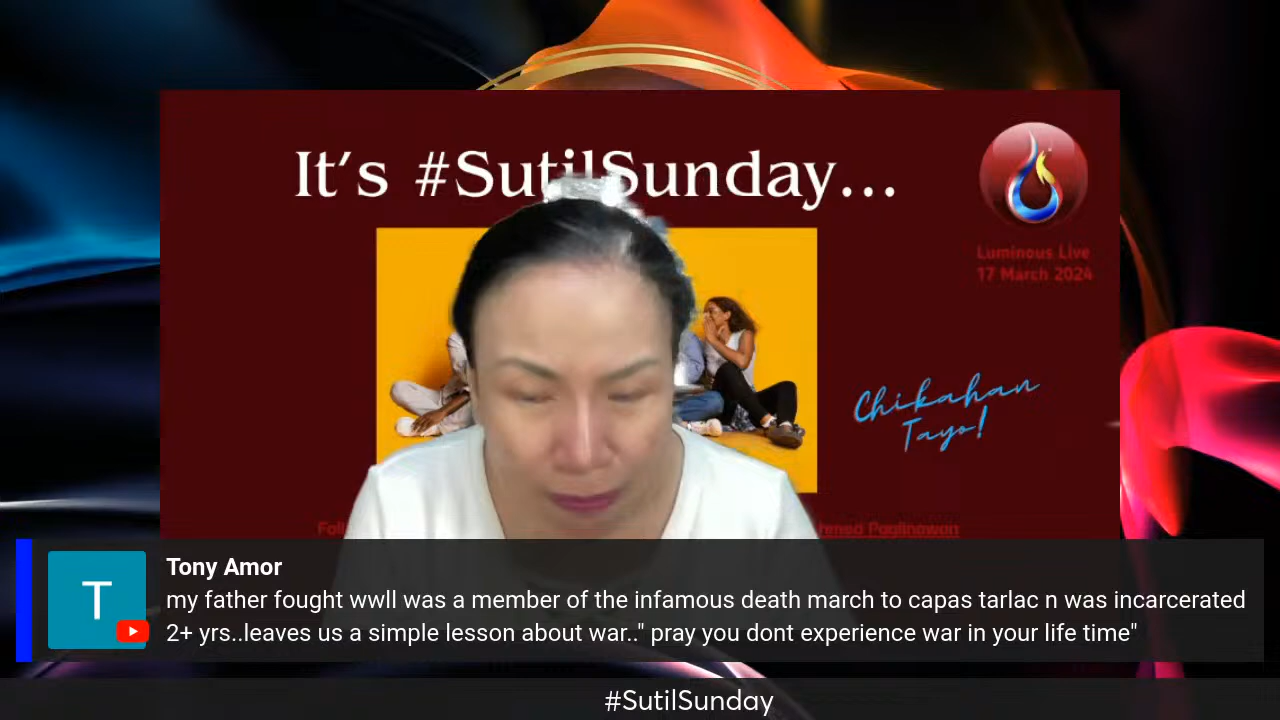 It's #SutilSunday...
Luminous Live
17 March 2024
Chikahan
Tayo!
Tony Amor
my father fought wwll was a member of the infamous death march to capas tarlac n was incarcerated
2+ yrs..leaves us a simple lesson about war.." pray you dont experience war in your life time"
T
#SutilSunday